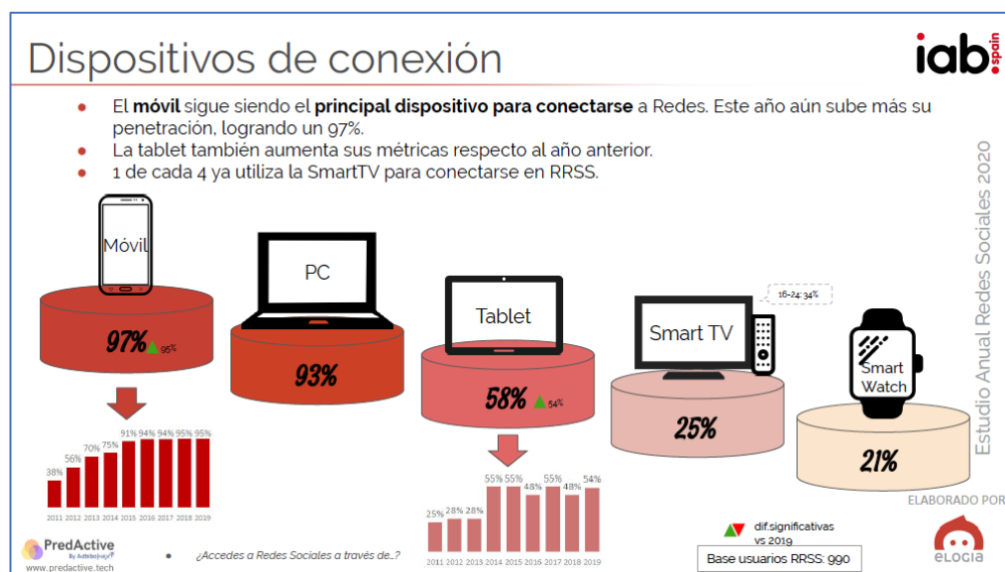 Dispositivos de conexión
iab.spain
El móvil sigue siendo el principal dispositivo para conectarse a Redes. Este año aún sube más su
penetración, logrando un 97%.
La tablet también aumenta sus métricas respecto al año anterior.
1 de cada 4 ya utiliza la SmartTV para conectarse en RRSS.
Móvil
97% 95%
PC
93%
Tablet
58% 54%
16-24: 34%
Smart TV
25%
Smart
Watch
21%
Estudio Anual Redes Sociales 2020
38% 56% 70% 75% 91% 94% 94% 95% 95%
2011 2012 2013 2014 2015 2016 2017 2018 2019
25% 28% 28% 55% 55% 48% 55% 48% 54%
2011 2012 2013 2014 2015 2016 2017 2018 2019
PredActive
www.predactive.tech
¿Accedes a Redes Sociales a través de..?
dif.significativas
vs 2019
Base usuarios RRSS: 990
ELABORADO POR
eLOGIA